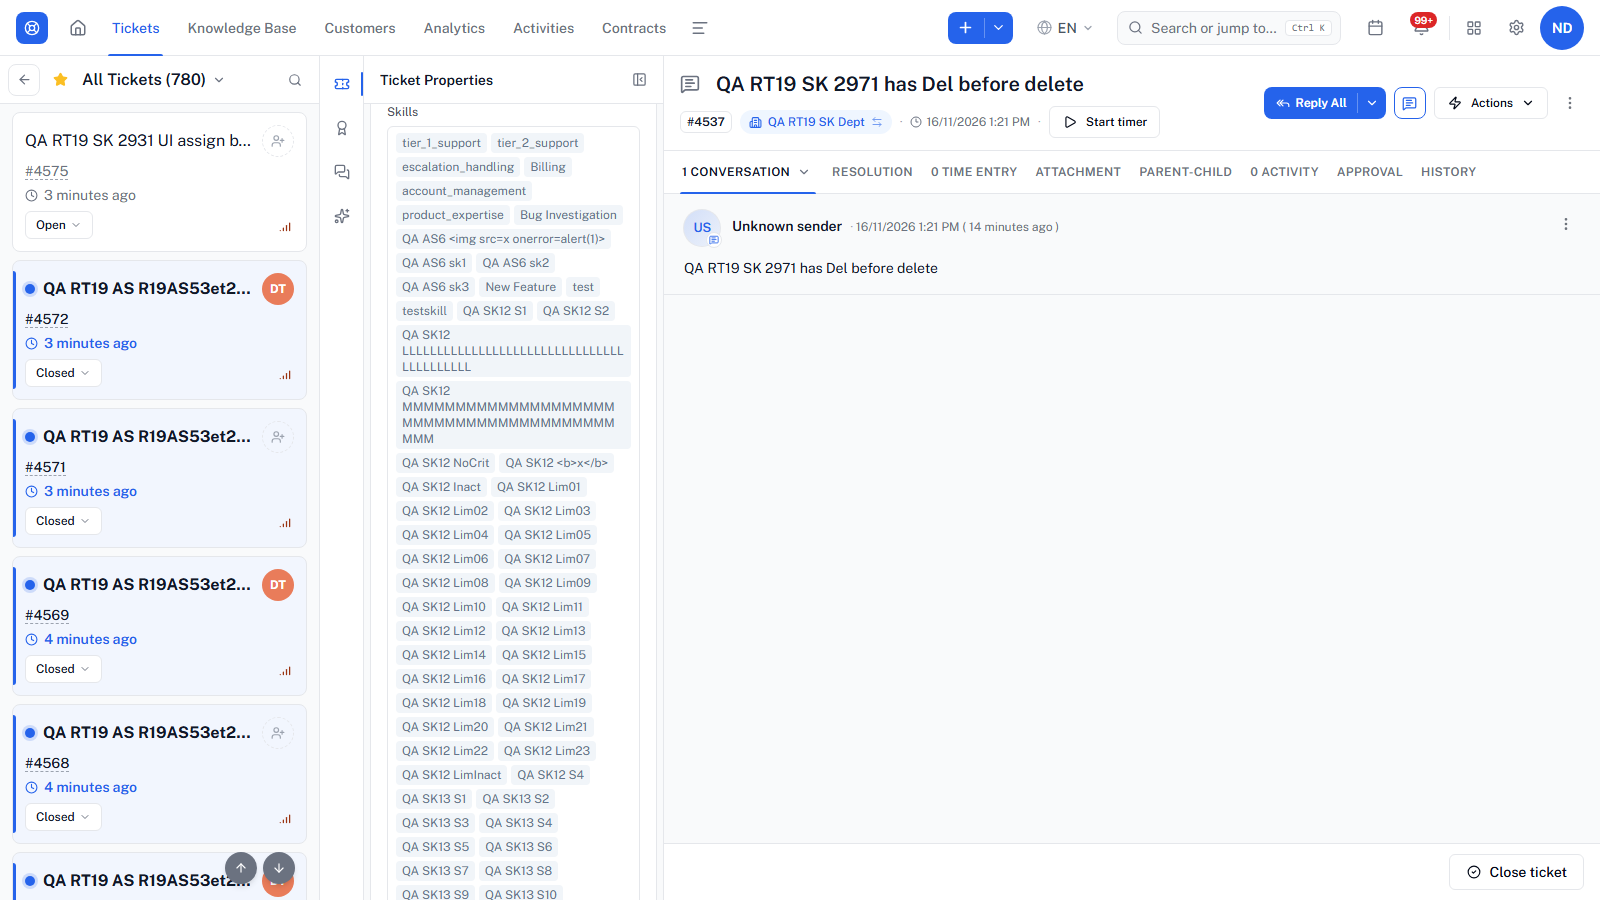 Tickets
Knowledge Base
Customers
Analytics
Activities
Contracts
EN
Search or jump to...
Ctrl K
99+
ND
All Tickets (780)
QA RT19 SK 2931 UI assign b...
#4575
3 minutes ago
Open
QA RT19 AS R19AS53et2...
DT
#4572
3 minutes ago
Closed
QA RT19 AS R19AS53et2...
#4571
3 minutes ago
Closed
QA RT19 AS R19AS53et2...
DT
#4569
4 minutes ago
Closed
QA RT19 AS R19AS53et2...
#4568
4 minutes ago
Closed
QA RT19 AS R19AS53et2...
Ticket Properties
Skills
tier_1_support tier_2_support
escalation_handling Billing
account_management
product_expertise Bug Investigation
QA AS6 <img src=x onerror=alert(1)>
QA AS6 sk1 QA AS6 sk2
QA AS6 sk3 New Feature test
testskill QA SK12 S1 QA SK12 S2
QA SK12
LLLLLLLLLLLLLLLLLLLLLLLLLLLLLLLL
LLLLLLLLLL
QA SK12
MMMMMMMMMMMMMMMMMMMM
MMMMMMMMMMMMMMMMMMMM
MMM
QA SK12 NoCrit QA SK12 <b>x</b>
QA SK12 Inact QA SK12 Lim01
QA SK12 Lim02 QA SK12 Lim03
QA SK12 Lim04 QA SK12 Lim05
QA SK12 Lim06 QA SK12 Lim07
QA SK12 Lim08 QA SK12 Lim09
QA SK12 Lim10 QA SK12 Lim11
QA SK12 Lim12 QA SK12 Lim13
QA SK12 Lim14 QA SK12 Lim15
QA SK12 Lim16 QA SK12 Lim17
QA SK12 Lim18 QA SK12 Lim19
QA SK12 Lim20 QA SK12 Lim21
QA SK12 Lim22 QA SK12 Lim23
QA SK12 LimInact QA SK12 S4
QA SK13 S1 QA SK13 S2
QA SK13 S3 QA SK13 S4
QA SK13 S5 QA SK13 S6
QA SK13 S7 QA SK13 S8
QA SK13 S9 QA SK13 S10
QA RT19 SK 2971 has Del before delete
#4537
QA RT19 SK Dept
· 16/11/2026 1:21 PM ·
Start timer
Reply All
Actions
1 CONVERSATION
RESOLUTION
0 TIME ENTRY
ATTACHMENT
PARENT-CHILD
0 ACTIVITY
APPROVAL
HISTORY
US
Unknown sender · 16/11/2026 1:21 PM ( 14 minutes ago )
QA RT19 SK 2971 has Del before delete
Close ticket